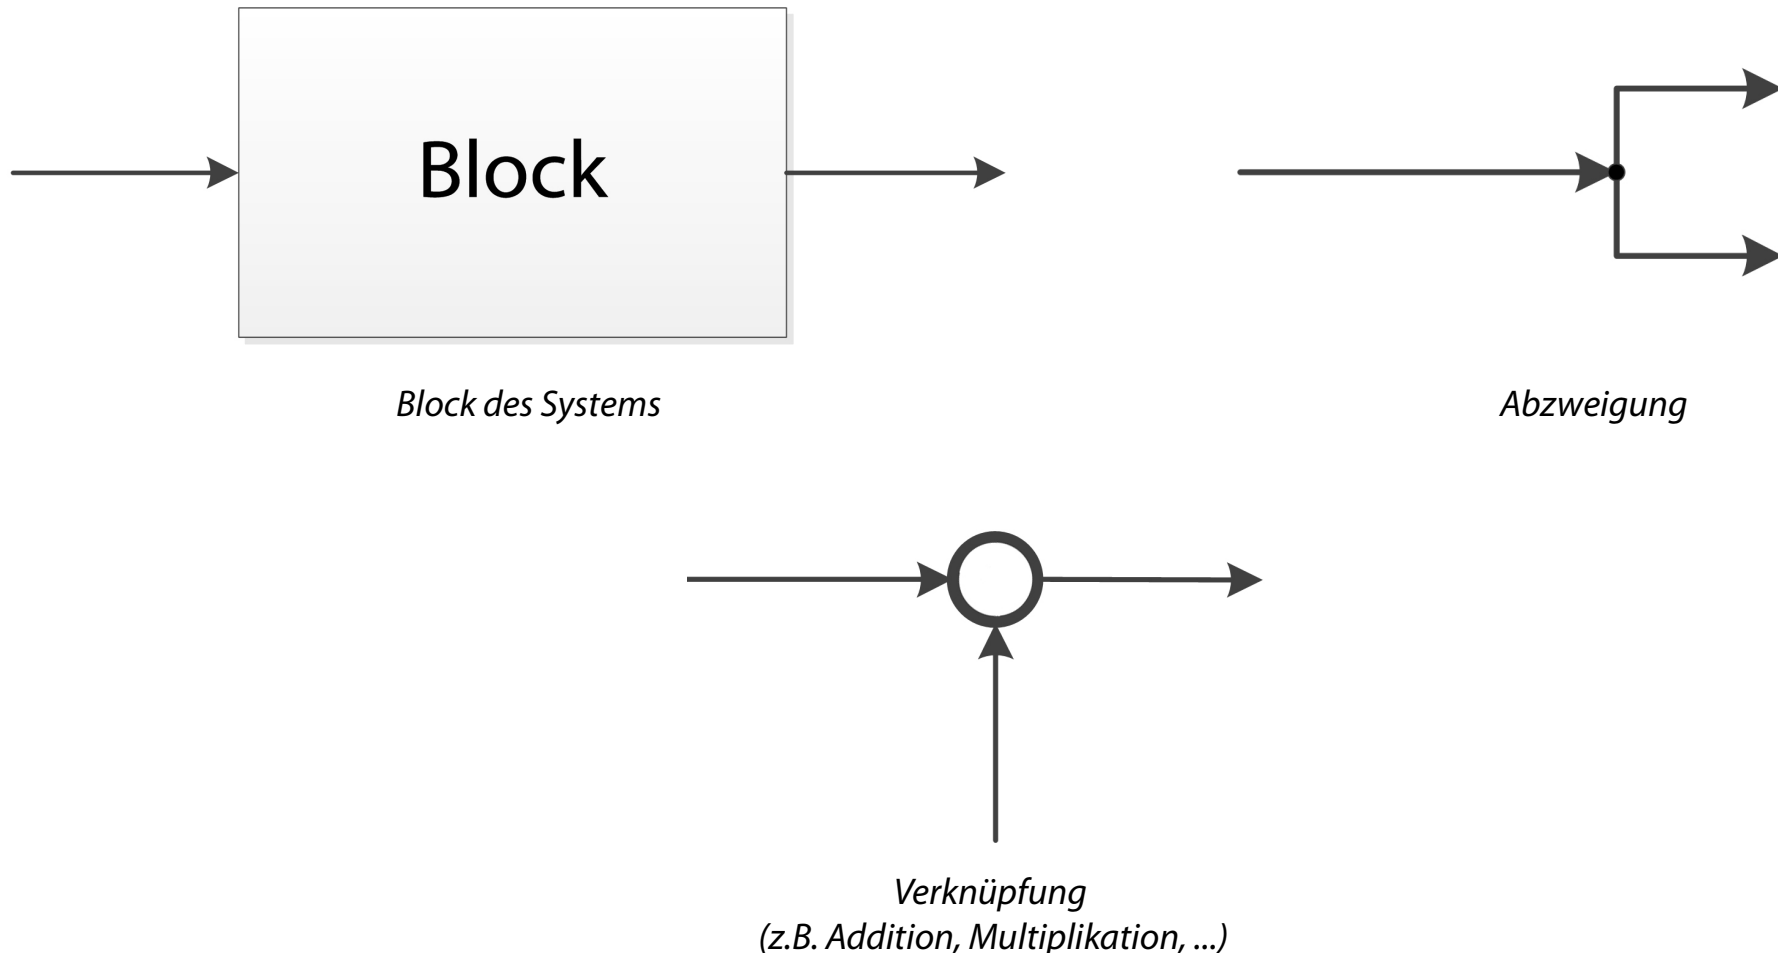 Block
Block des Systems
Abzweigung
Verknüpfung
(z.B. Addition, Multiplikation, ...)